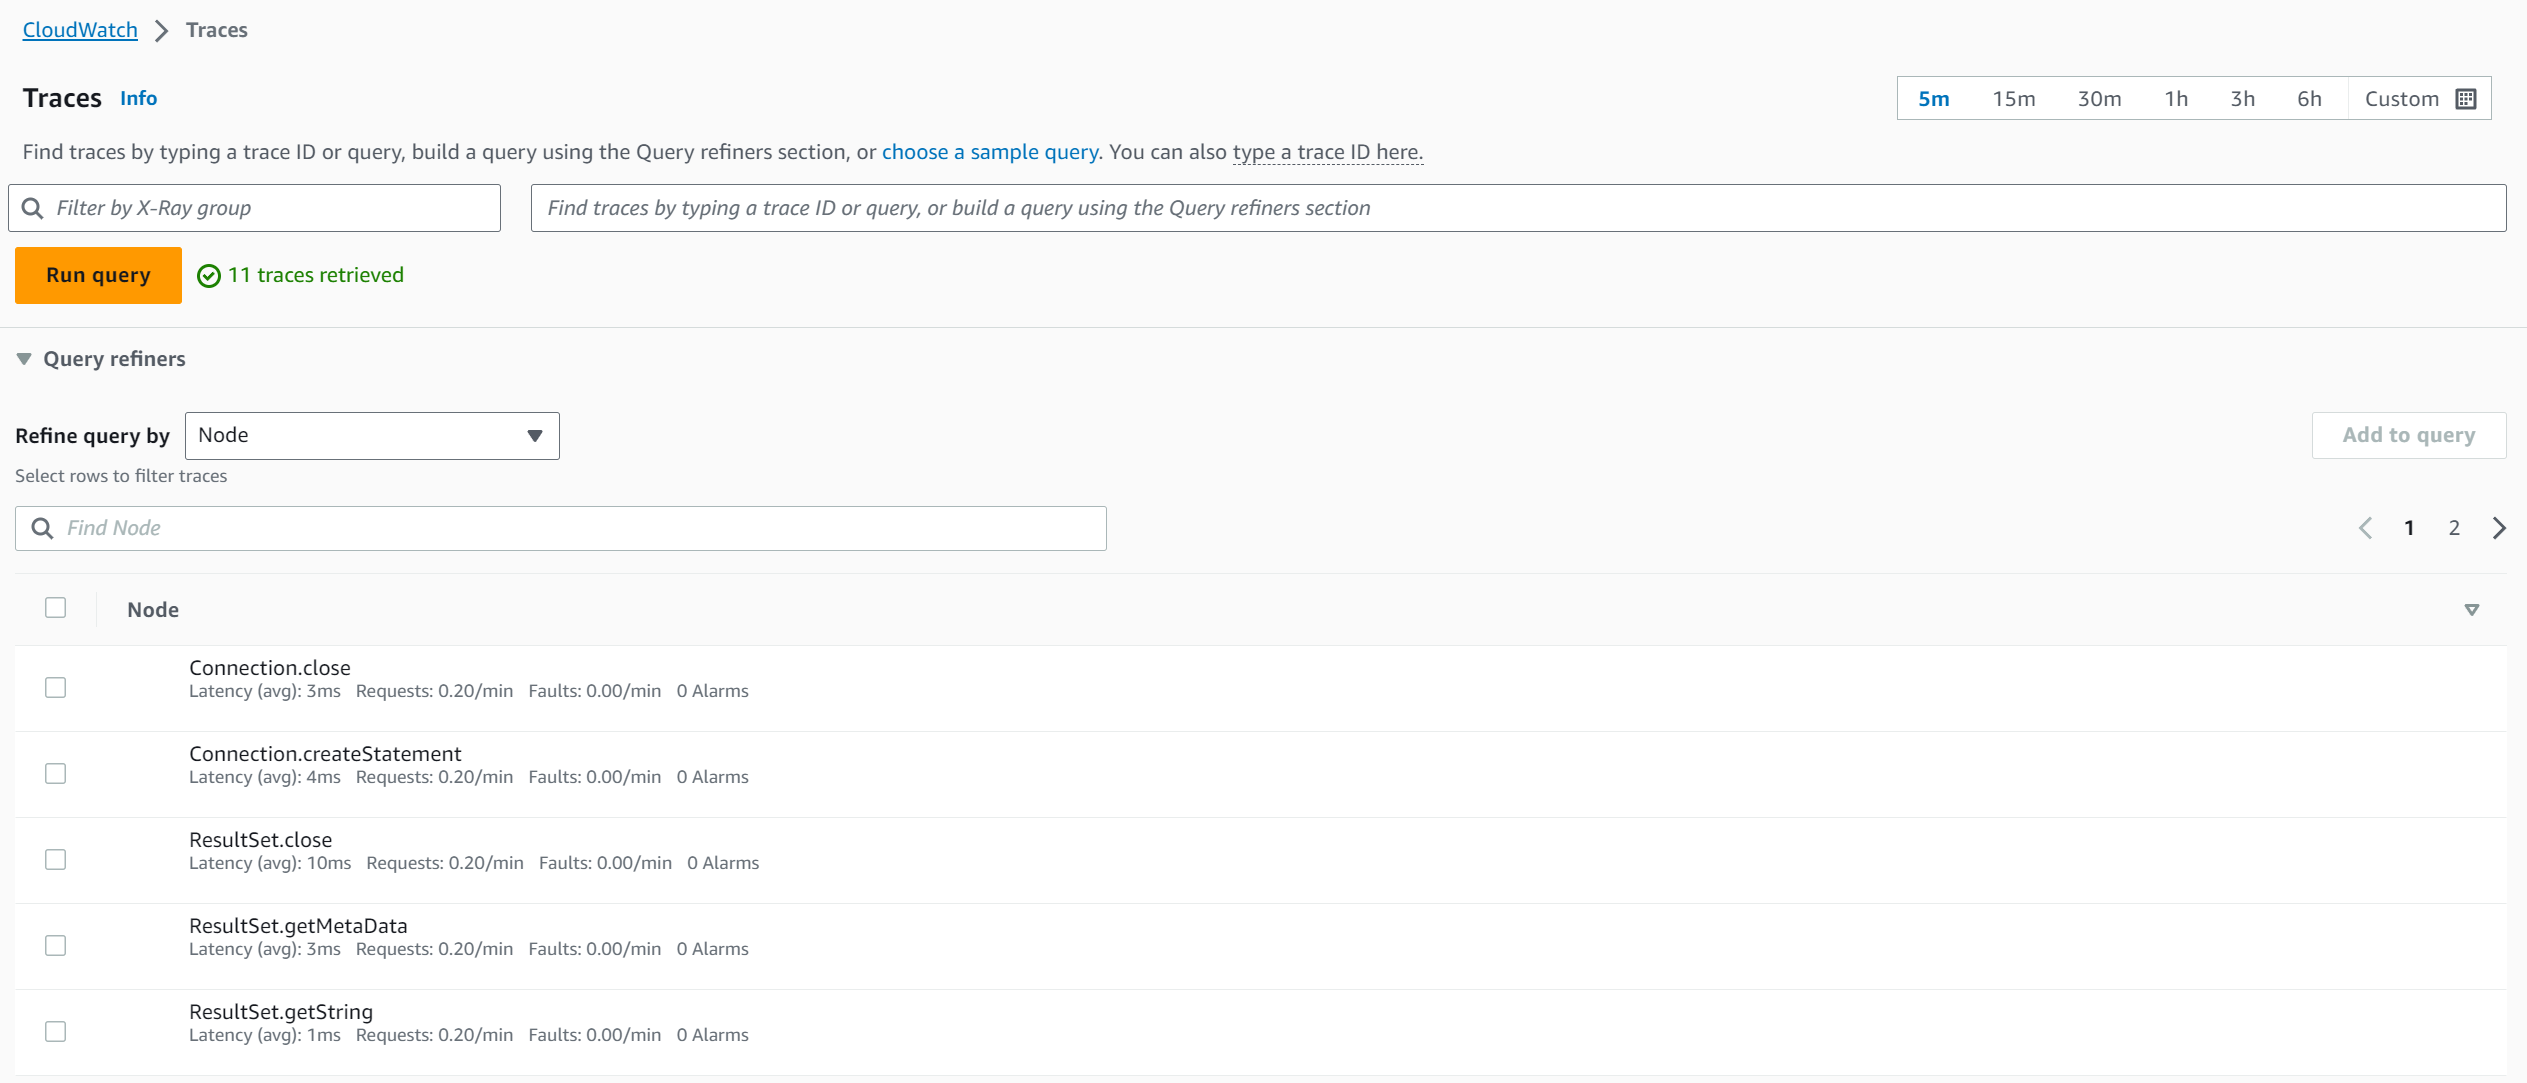 CloudWatch > Traces
Traces Info
5m 15m 30m 1h 3h 6h Custom
Find traces by typing a trace ID or query, build a query using the Query refiners section, or choose a sample query. You can also type a trace ID here.
Filter by X-Ray group
Find traces by typing a trace ID or query, or build a query using the Query refiners section
Run query
11 traces retrieved
Query refiners
Refine query by Node
Add to query
Select rows to filter traces
Find Node
1 2
Node
Connection.close
Latency (avg): 3ms Requests: 0.20/min Faults: 0.00/min 0 Alarms
Connection.createStatement
Latency (avg): 4ms Requests: 0.20/min Faults: 0.00/min 0 Alarms
ResultSet.close
Latency (avg): 10ms Requests: 0.20/min Faults: 0.00/min 0 Alarms
ResultSet.getMetaData
Latency (avg): 3ms Requests: 0.20/min Faults: 0.00/min 0 Alarms
ResultSet.getString
Latency (avg): 1ms Requests: 0.20/min Faults: 0.00/min 0 Alarms